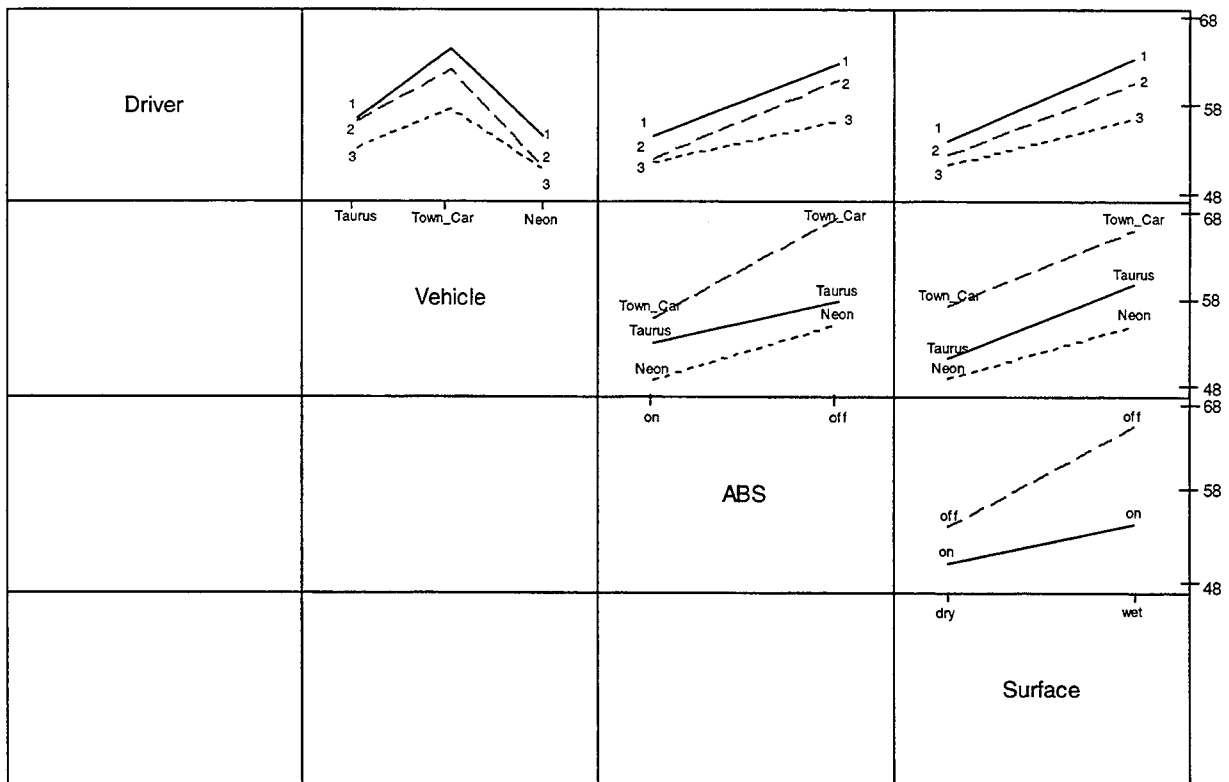 68
1
1
1
Driver
1
2
2
58
1
1
2
2
3
3
1
2
2
3
2
3
3
3
48
Taurus Town_Car Neon
68
Town_Car
Town_Car
Vehicle
Taurus
Taurus
Town_Car
Town_Car
58
Neon
Neon
Taurus
Taurus
Neon
Neon
48
on off
68
off
ABS
58
off
on
on
48
dry wet
Surface